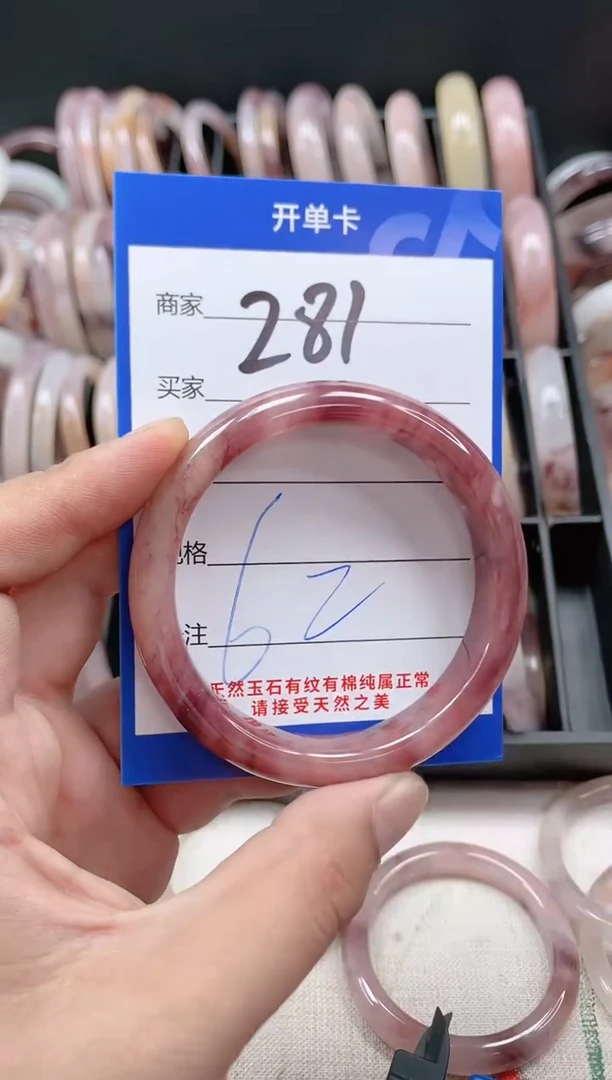 开单卡
商家 281
买家
格
注 62
天然玉石有纹有棉纯属正常
请接受天然之美